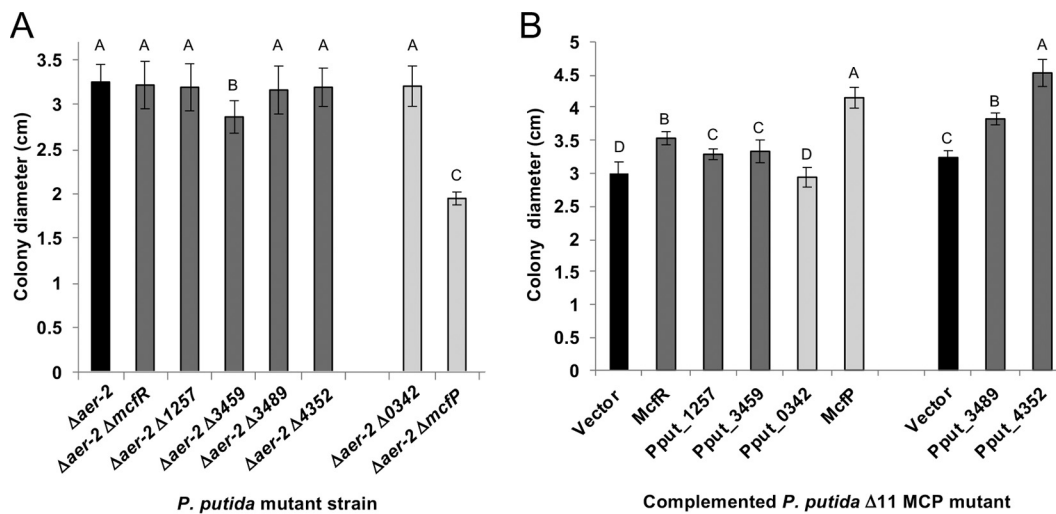 A
Colony diameter (cm)
3.5
3
2.5
2
1.5
1
0.5
0
A
A
A
B
A
A
A
C
Δaer-2
Δaer-2 ΔmcfR
Δaer-2 Δ1257
Δaer-2 Δ3459
Δaer-2 Δ3489
Δaer-2 Δ4352
Δaer-2 Δ0342
Δaer-2 ΔmcfP
P. putida mutant strain
B
Colony diameter (cm)
5
4.5
4
3.5
3
2.5
2
1.5
1
0.5
0
D
B
C
C
D
A
C
B
A
Vector
McfR
Pput_1257
Pput_3459
Pput_0342
McfP
Vector
Pput_3489
Pput_4352
Complemented P. putida Δ11 MCP mutant